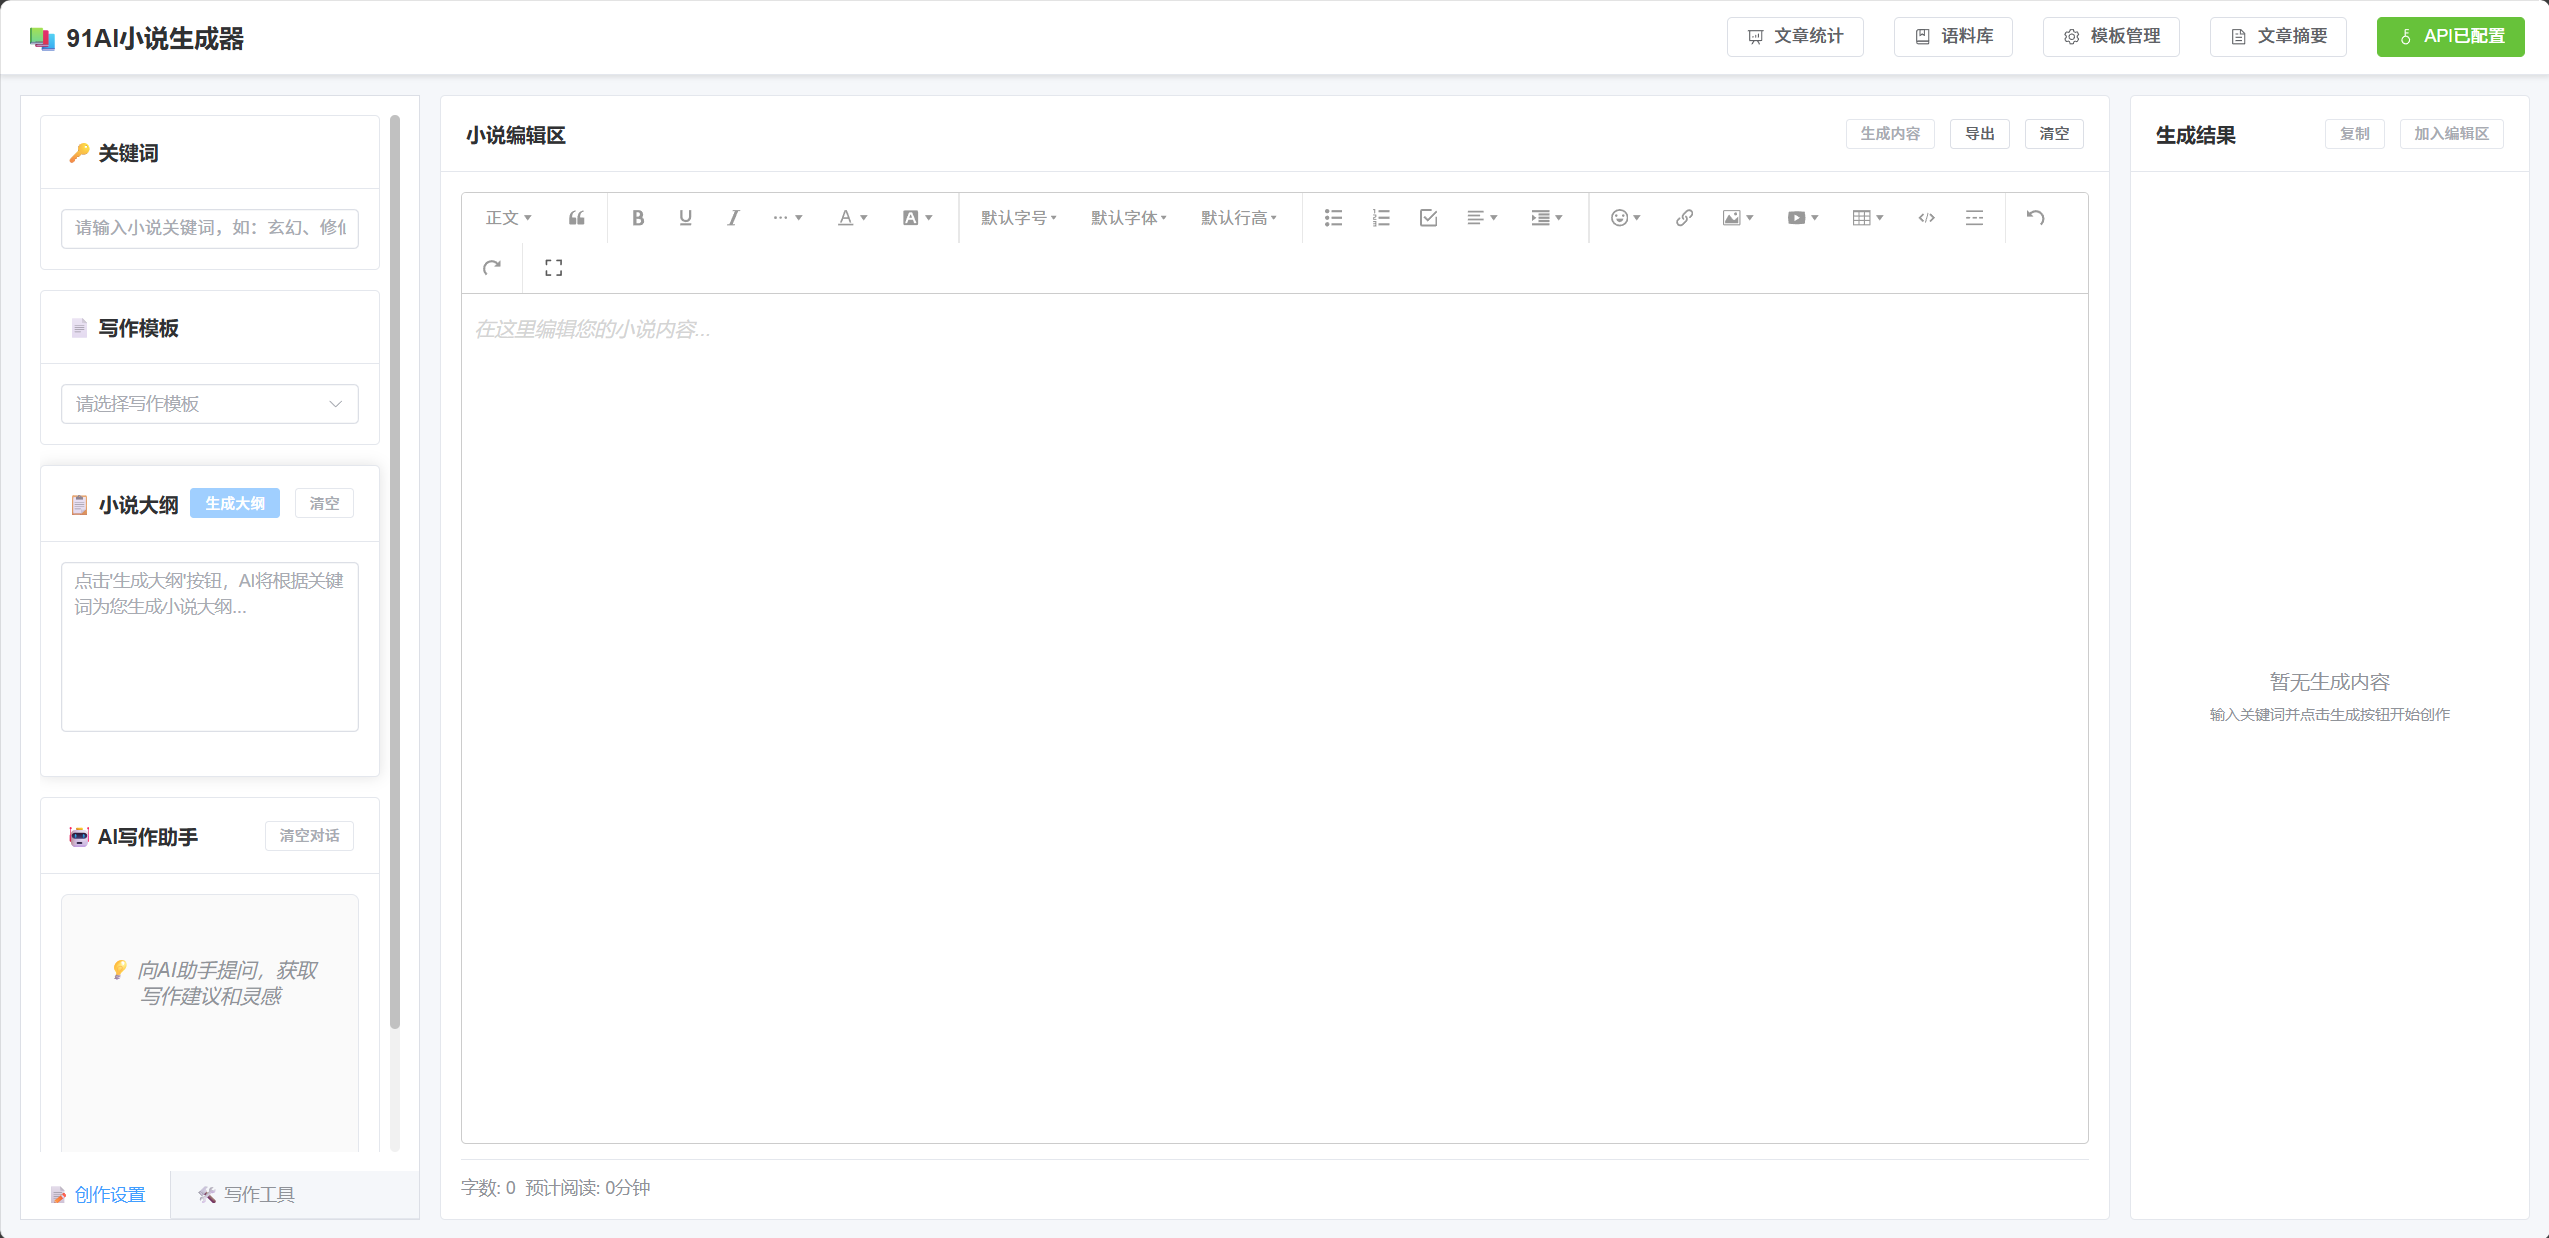 91AI小说生成器
文章统计
语料库
模板管理
文章摘要
API已配置
关键词
请输入小说关键词，如：玄幻、修
写作模板
请选择写作模板
小说大纲
生成大纲
清空
点击'生成大纲'按钮，AI将根据关键
词为您生成小说大纲...
AI写作助手
清空对话
向AI助手提问，获取
写作建议和灵感
创作设置
写作工具
小说编辑区
生成内容
导出
清空
正文
默认字号
默认字体
默认行高
在这里编辑您的小说内容...
字数: 0 预计阅读: 0分钟
生成结果
复制
加入编辑区
暂无生成内容
输入关键词并点击生成按钮开始创作